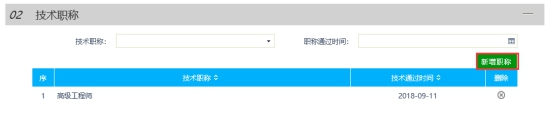 02 技术职称
技术职称: 职称通过时间:
新增职称
序 技术职称 技术通过时间 删除
1 高级工程师 2018-09-11